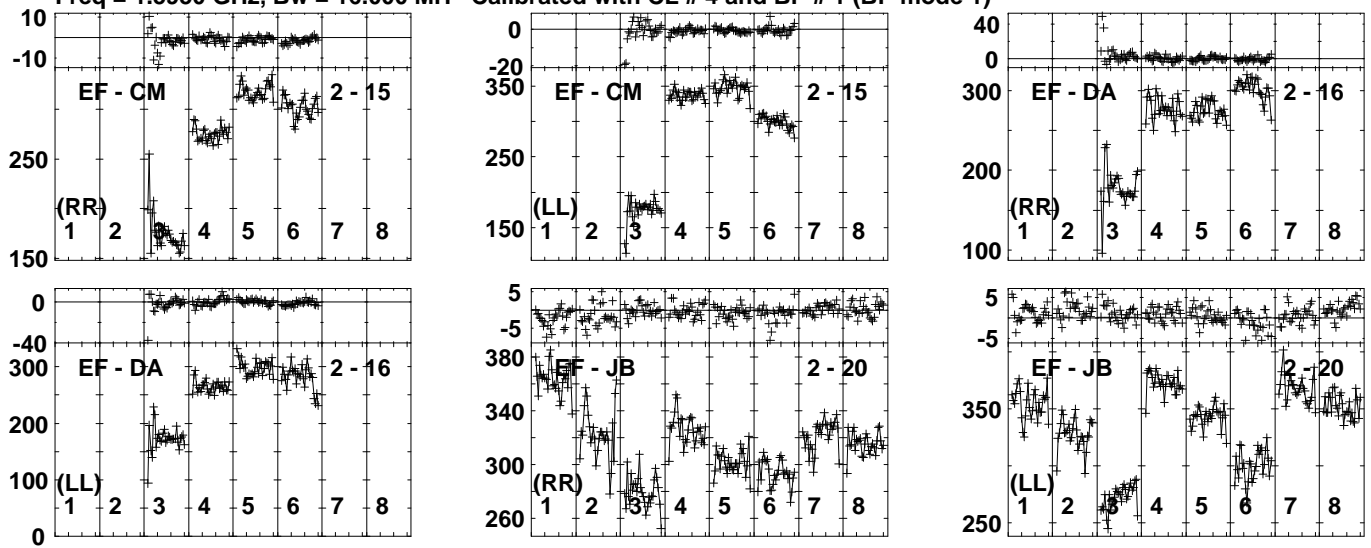 Freq = GHz, Bw = 16.000 MH Calibrated with CL # 4 and BP # 1 (BP mode 1)
10
-10
EF - CM 2 - 15
250
(RR)
1 2 3 4 5 6 7 8
150
0
-20
350
EF - CM 2 - 15
(LL)
150
1 2 3 4 5 6 7 8
40
0
300
EF - DA 2 - 16
200
(RR)
1 2 3 4 5 6 7 8
100
0
-40
EF - DA 2 - 16
300
200
100
(LL)
1 2 3 4 5 6 7 8
0
5
-5
380
EF - JB 2 - 20
340
300
(RR)
1 2 3 4 5 6 7 8
260
5
-5
EF - JB 2 - 20
350
(LL)
1 2 3 4 5 6 7 8
250